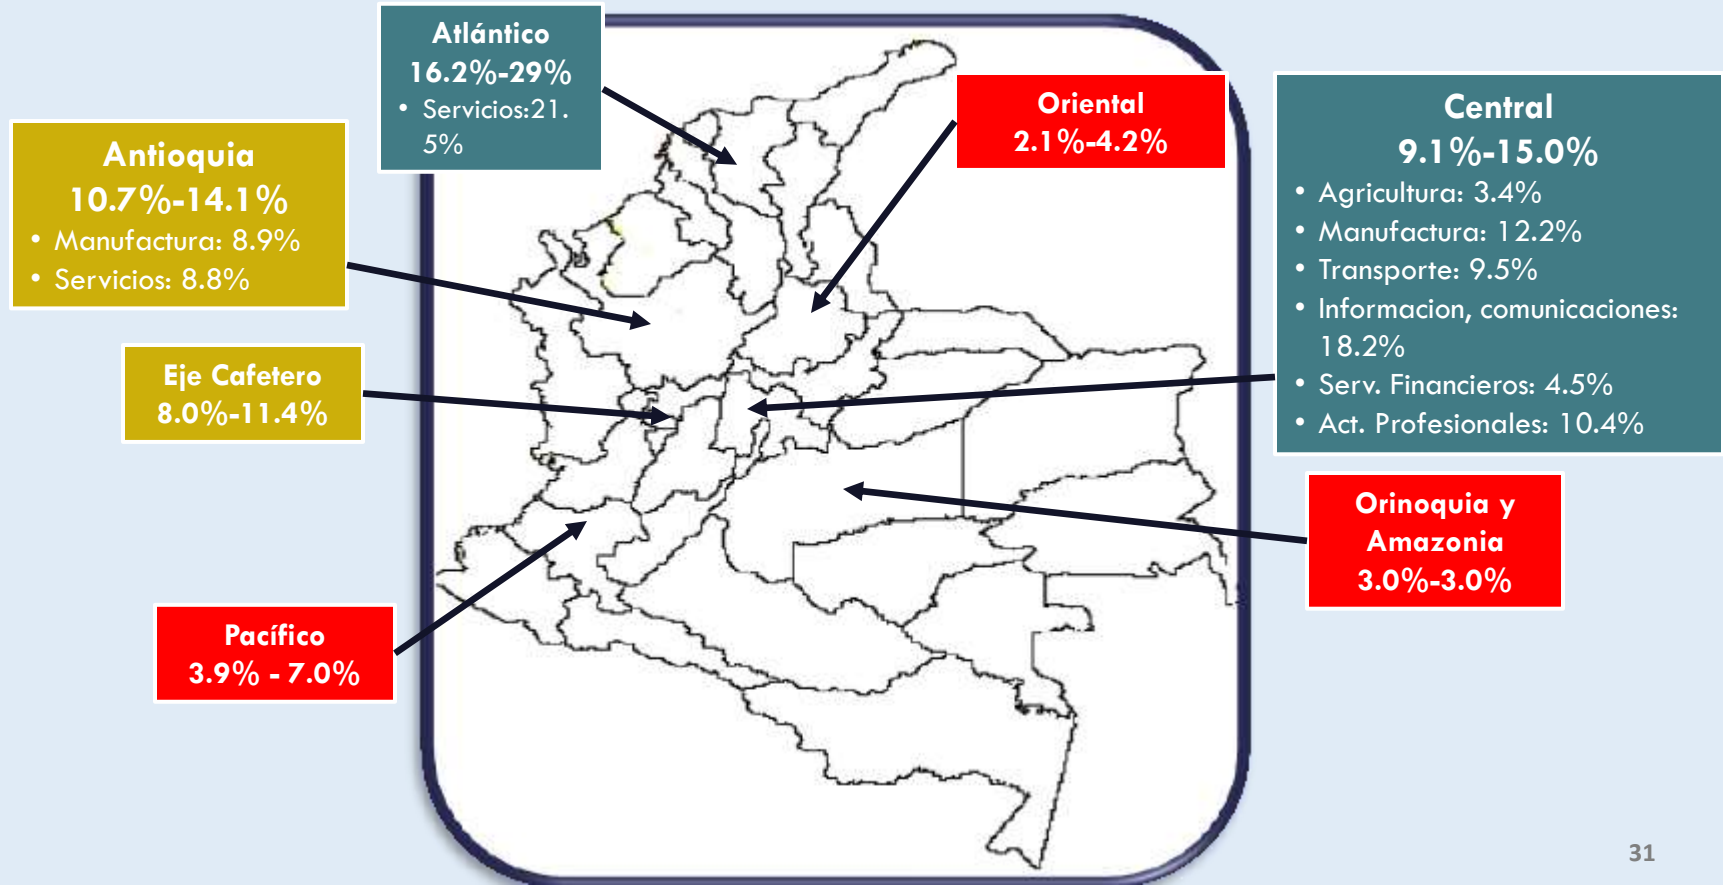 Atlántico
16.2%-29%
• Servicios:21.
5%
Oriental
2.1%-4.2%
Central
9.1%-15.0%
• Agricultura: 3.4%
• Manufactura: 12.2%
• Transporte: 9.5%
• Informacion, comunicaciones:
18.2%
• Serv. Financieros: 4.5%
• Act. Profesionales: 10.4%
Antioquia
10.7%-14.1%
• Manufactura: 8.9%
• Servicios: 8.8%
Eje Cafetero
8.0%-11.4%
Orinoquia y
Amazonia
3.0%-3.0%
Pacífico
3.9% - 7.0%
31